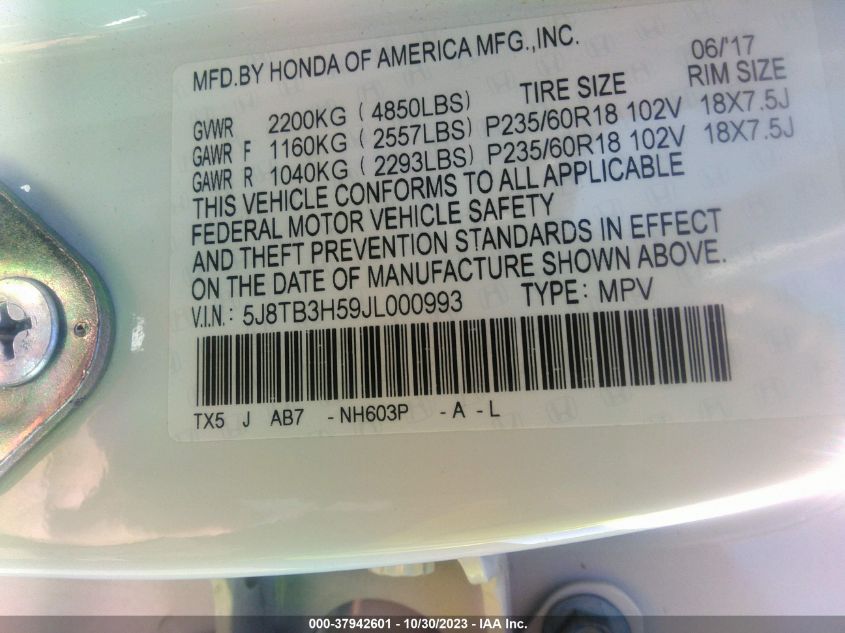 MFD.BY HONDA OF AMERICA MFG.,INC. 06/'17
TIRE SIZE RIM SIZE
GVWR 2200KG ( 4850LBS)
GAWR F 1160KG ( 2557LBS) P235/60R18 102V 18X7.5J
GAWR R 1040KG ( 2293LBS) P235/60R18 102V 18X7.5J
THIS VEHICLE CONFORMS TO ALL APPLICABLE
FEDERAL MOTOR VEHICLE SAFETY
AND THEFT PREVENTION STANDARDS IN EFFECT
ON THE DATE OF MANUFACTURE SHOWN ABOVE.
V.I.N.: 5J8TB3H59JL000993 TYPE: MPV
TX5 J AB7 -NH603P -A -L
000-37942601 - 10/30/2023 - IAA Inc.